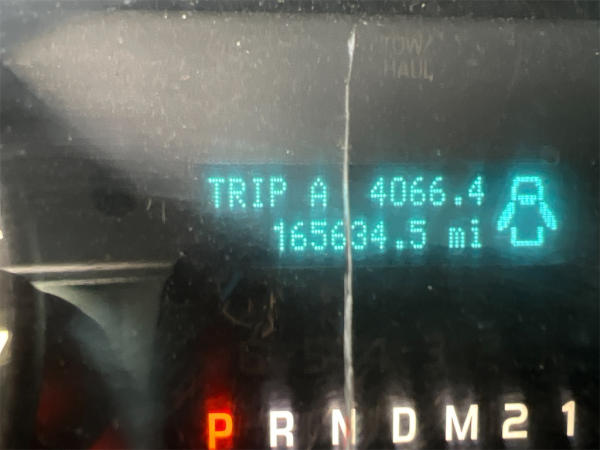 TOW/
HAUL
TRIP A 4066.4
165634.5 mi
P R N D M 2 1